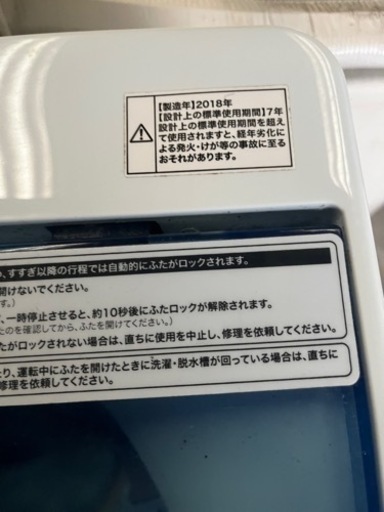 【製造年】2018年
【設計上の標準使用期間】7年
設計上の標準使用期間を超え
て使用されますと、経年劣化に
よる発火・けが等の事故に至る
おそれがあります。
、すすぎ以降の行程では自動的にふたがロックされます。
開けないでください。
す。）
、一時停止させると、約10秒後にふたロックが解除されます。
たのを確認してから、ふたを開けてください。）
たがロックされない場合は、直ちに使用を中止し、修理を依頼してください。
たり、運転中にふたを開けたときに洗濯・脱水槽が回っている場合は、直ちに
修理を依頼してください。